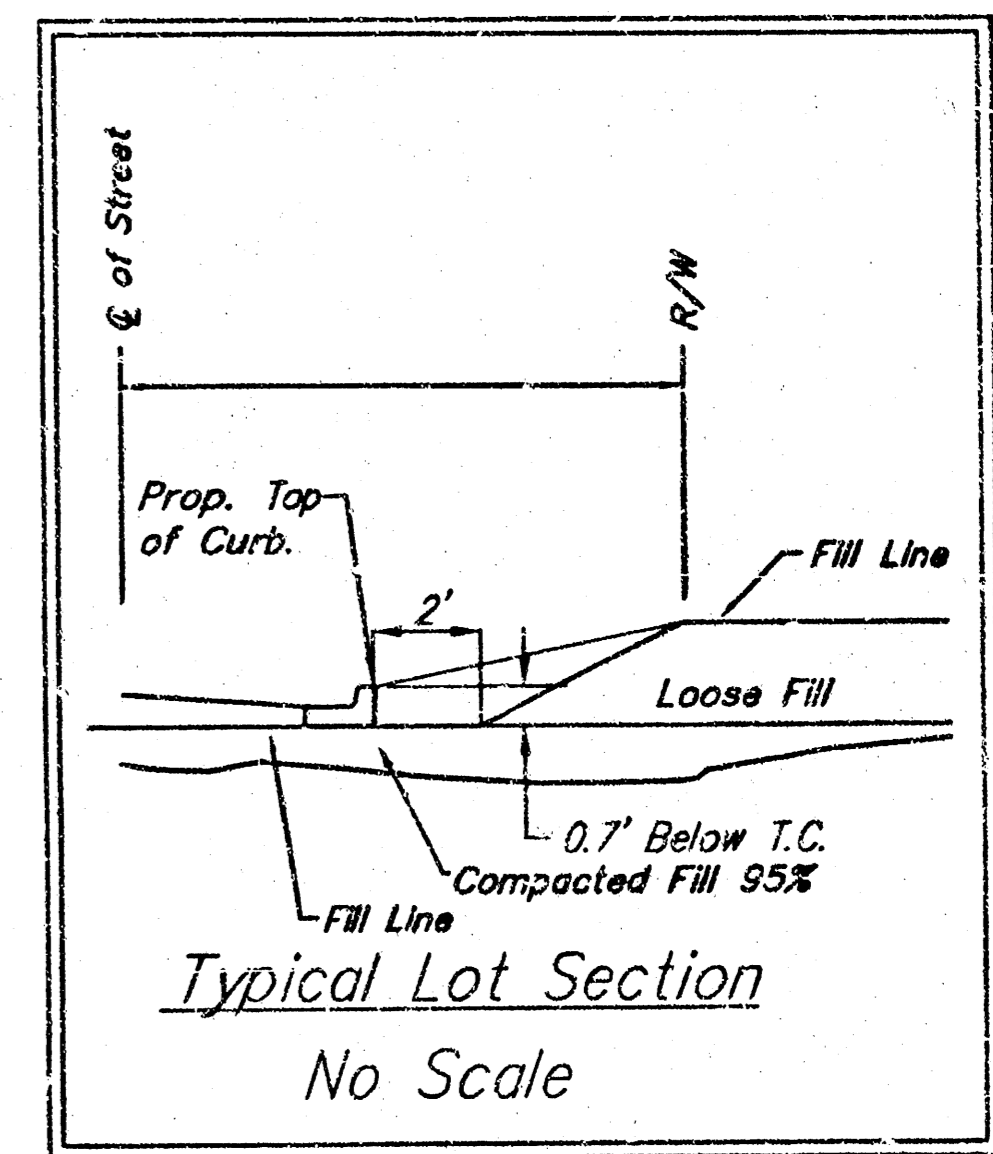 ℄ of Street
R/W
Prop. Top
of Curb.
Fill Line
2'
Loose Fill
0.7' Below T.C.
Compacted Fill 95%
Fill Line
Typical Lot Section
No Scale